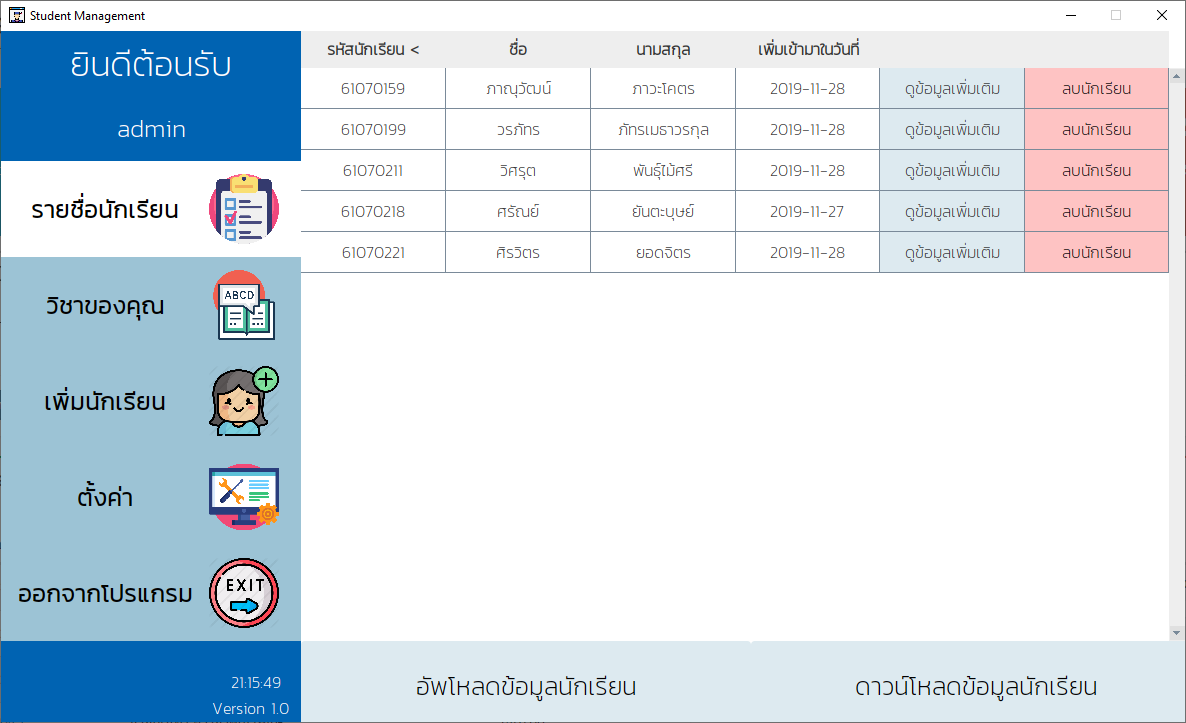 Student Management
ยินดีต้อนรับ
admin
รายชื่อนักเรียน
วิชาของคุณ
ABCD
เพิ่มนักเรียน
ตั้งค่า
ออกจากโปรแกรม
EXIT
21:15:49
Version 1.0
รหัสนักเรียน < ชื่อ นามสกุล เพิ่มเข้ามาในวันที่
61070159 ภาณุวัฒน์ ภาวะโคตร 2019-11-28 ดูข้อมูลเพิ่มเติม ลบนักเรียน
61070199 วรภัทร ภัทรเมธาวรกุล 2019-11-28 ดูข้อมูลเพิ่มเติม ลบนักเรียน
61070211 วิศรุต พันธุ์ไม้ศรี 2019-11-28 ดูข้อมูลเพิ่มเติม ลบนักเรียน
61070218 ศรัณย์ ยันตะบุษย์ 2019-11-27 ดูข้อมูลเพิ่มเติม ลบนักเรียน
61070221 ศิรวิตร ยอดจิตร 2019-11-28 ดูข้อมูลเพิ่มเติม ลบนักเรียน
อัพโหลดข้อมูลนักเรียน ดาวน์โหลดข้อมูลนักเรียน